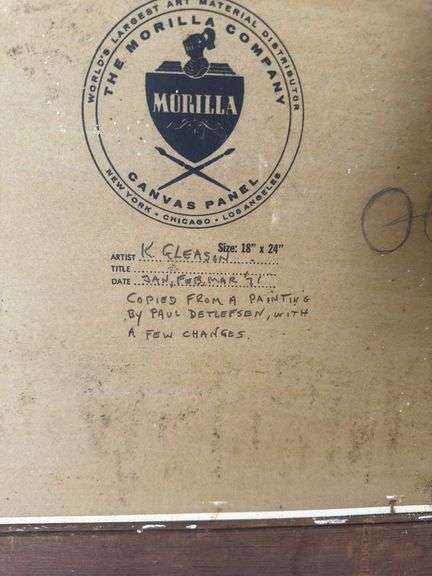 WORLD'S LARGEST ART MATERIAL DISTRIBUTOR
THE MORILLA COMPANY
MORILLA
CANVAS PANEL
NEW YORK • CHICAGO • LOS ANGELES
Size: 18" x 24"
ARTIST K GLEASON
TITLE
DATE JAN, FEB, MAR '71
COPIED FROM A PAINTING
BY PAUL DETLEFSEN, WITH
A FEW CHANGES.